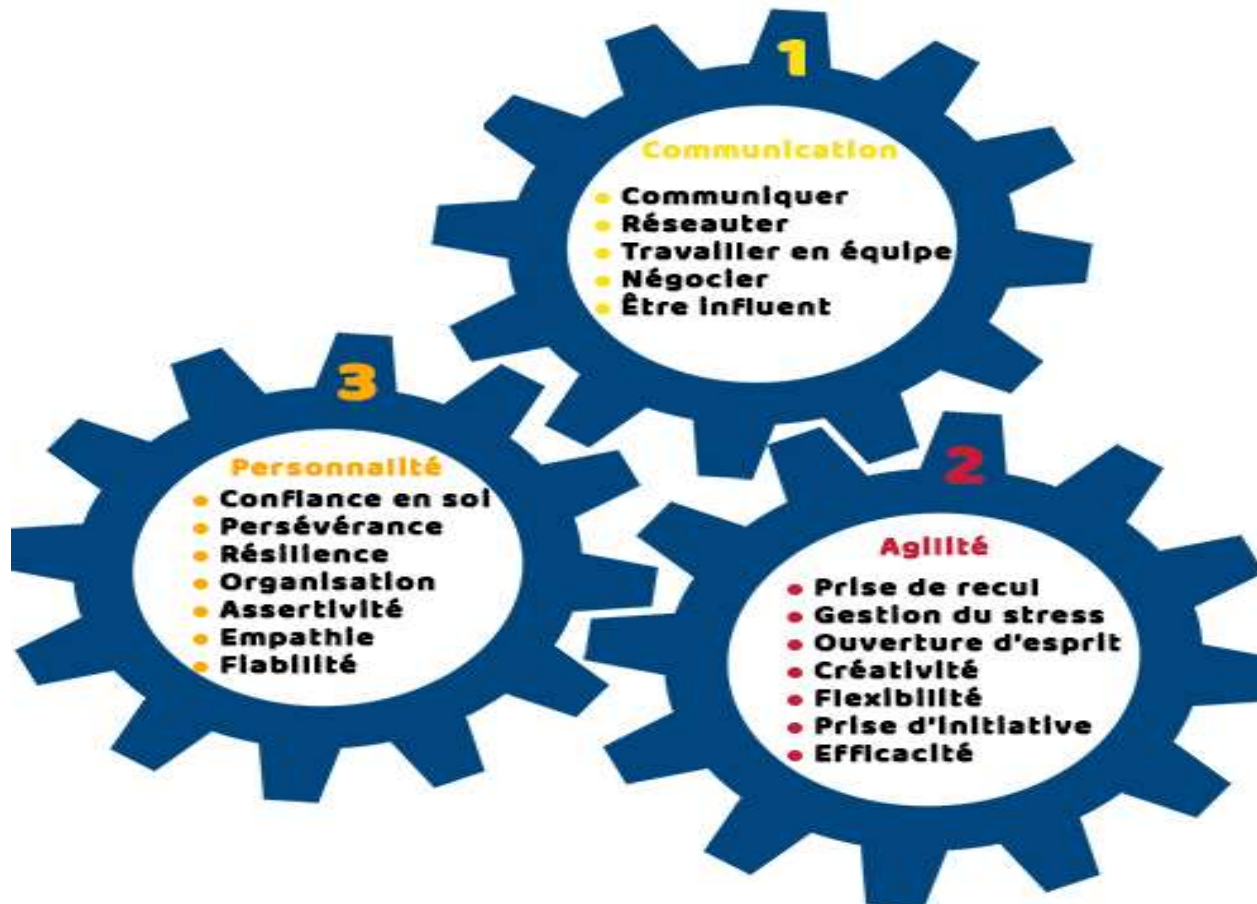 1
Communication
• Communiquer
• Réseauter
• Travailler en équipe
• Négocier
• Être influent
2
Agilité
• Prise de recul
• Gestion du stress
• Ouverture d'esprit
• Créativité
• Flexibilité
• Prise d'initiative
• Efficacité
3
Personnalité
• Confiance en soi
• Persévérance
• Résilience
• Organisation
• Assertivité
• Empathie
• Fiabilité